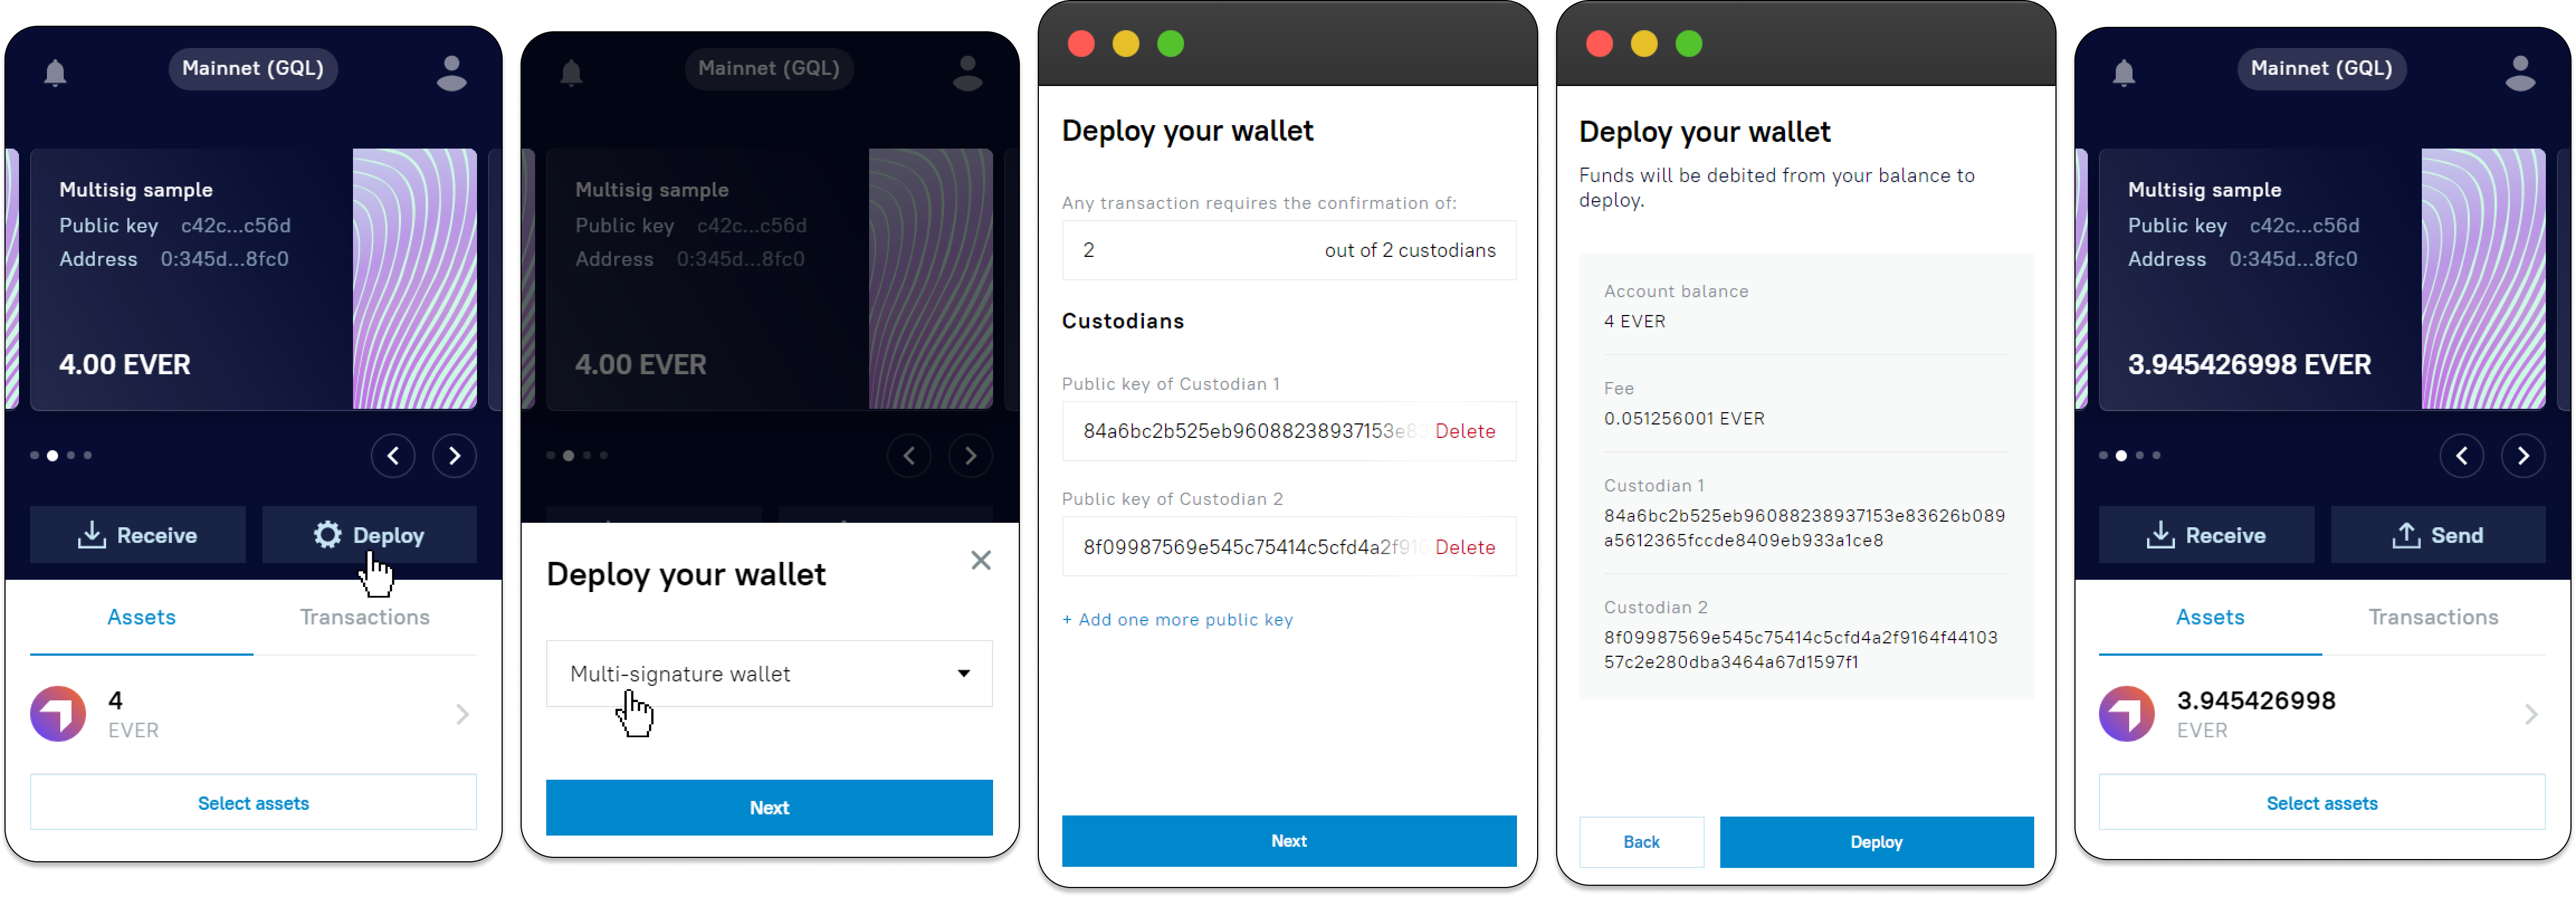 Mainnet (GQL)
Multisig sample
Public key c42c...c56d
Address 0:345d...8fc0
4.00 EVER
Receive
Deploy
Assets
Transactions
4
EVER
Select assets
Mainnet (GQL)
Multisig sample
Public key c42c...c56d
Address 0:345d...8fc0
4.00 EVER
Deploy your wallet
Multi-signature wallet
Next
Deploy your wallet
Any transaction requires the confirmation of:
2 out of 2 custodians
Custodians
Public key of Custodian 1
84a6bc2b525eb96088238937153e83 Delete
Public key of Custodian 2
8f09987569e545c75414c5cfd4a2f916 Delete
+ Add one more public key
Next
Deploy your wallet
Funds will be debited from your balance to
deploy.
Account balance
4 EVER
Fee
0.051256001 EVER
Custodian 1
84a6bc2b525eb96088238937153e83626b089
a5612365fccde8409eb933a1ce8
Custodian 2
8f09987569e545c75414c5cfd4a2f9164f44103
57c2e280dba3464a67d1597f1
Back
Deploy
Mainnet (GQL)
Multisig sample
Public key c42c...c56d
Address 0:345d...8fc0
3.945426998 EVER
Receive
Send
Assets
Transactions
3.945426998
EVER
Select assets